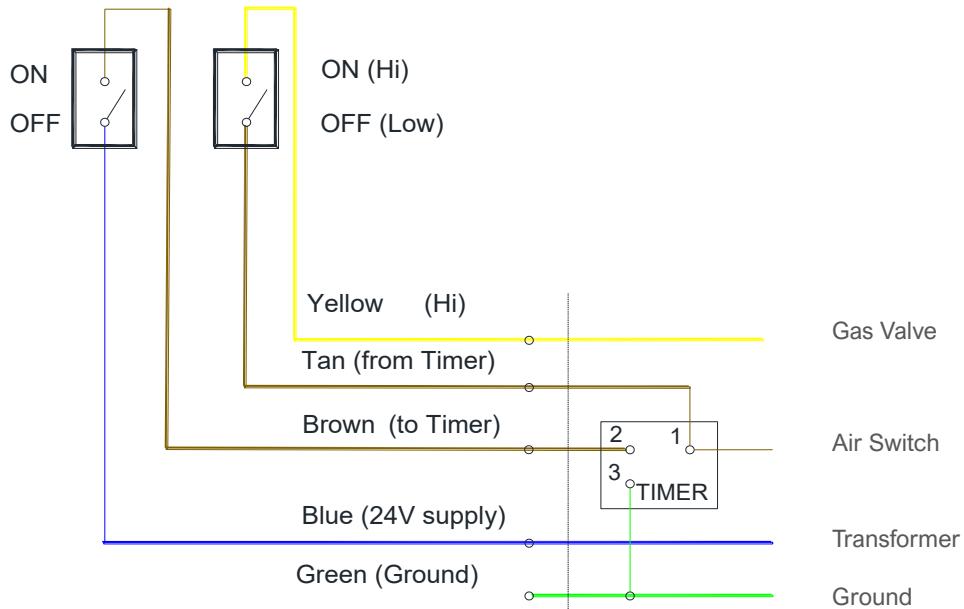 ON
ON (Hi)
OFF
OFF (Low)
Yellow (Hi)
Gas Valve
Tan (from Timer)
Brown (to Timer)
2
1
Air Switch
3
TIMER
Blue (24V supply)
Transformer
Green (Ground)
Ground